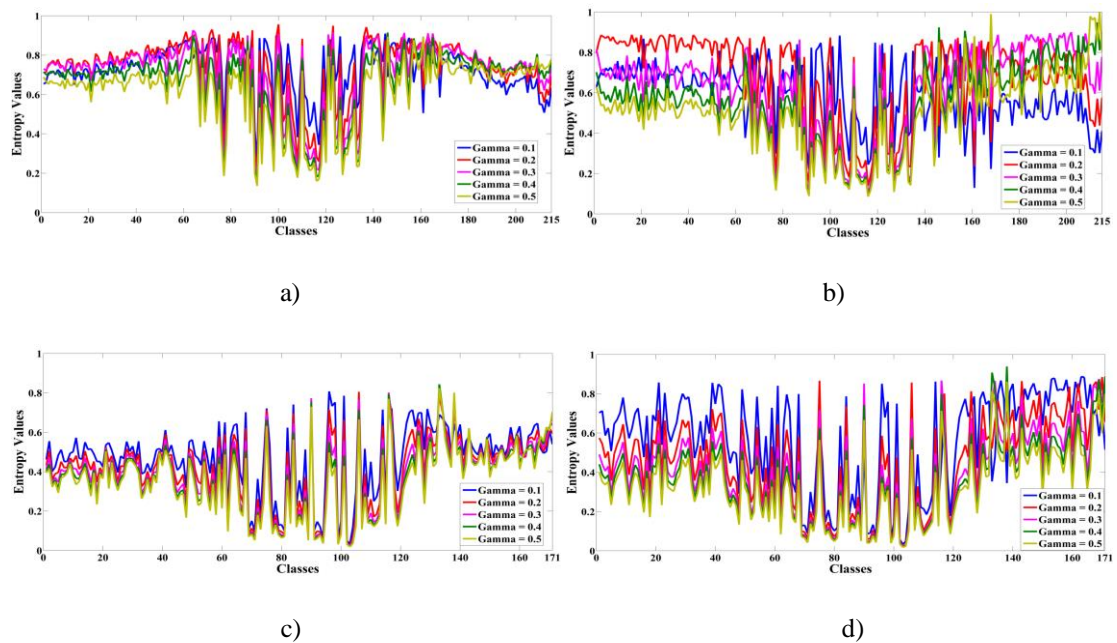 1
0.8
0.6
0.4
0.2
0
Entropy Values
0 20 40 60 80 100 120 140 160 180 200 215
Classes
Gamma = 0.1
Gamma = 0.2
Gamma = 0.3
Gamma = 0.4
Gamma = 0.5
a)
1
0.8
0.6
0.4
0.2
0
Entropy Values
0 20 40 60 80 100 120 140 160 180 200 215
Classes
Gamma = 0.1
Gamma = 0.2
Gamma = 0.3
Gamma = 0.4
Gamma = 0.5
b)
1
0.8
0.6
0.4
0.2
0
Entropy Values
0 20 40 60 80 100 120 140 160 171
Classes
Gamma = 0.1
Gamma = 0.2
Gamma = 0.3
Gamma = 0.4
Gamma = 0.5
c)
1
0.8
0.6
0.4
0.2
0
Entropy Values
0 20 40 60 80 100 120 140 160 171
Classes
Gamma = 0.1
Gamma = 0.2
Gamma = 0.3
Gamma = 0.4
Gamma = 0.5
d)